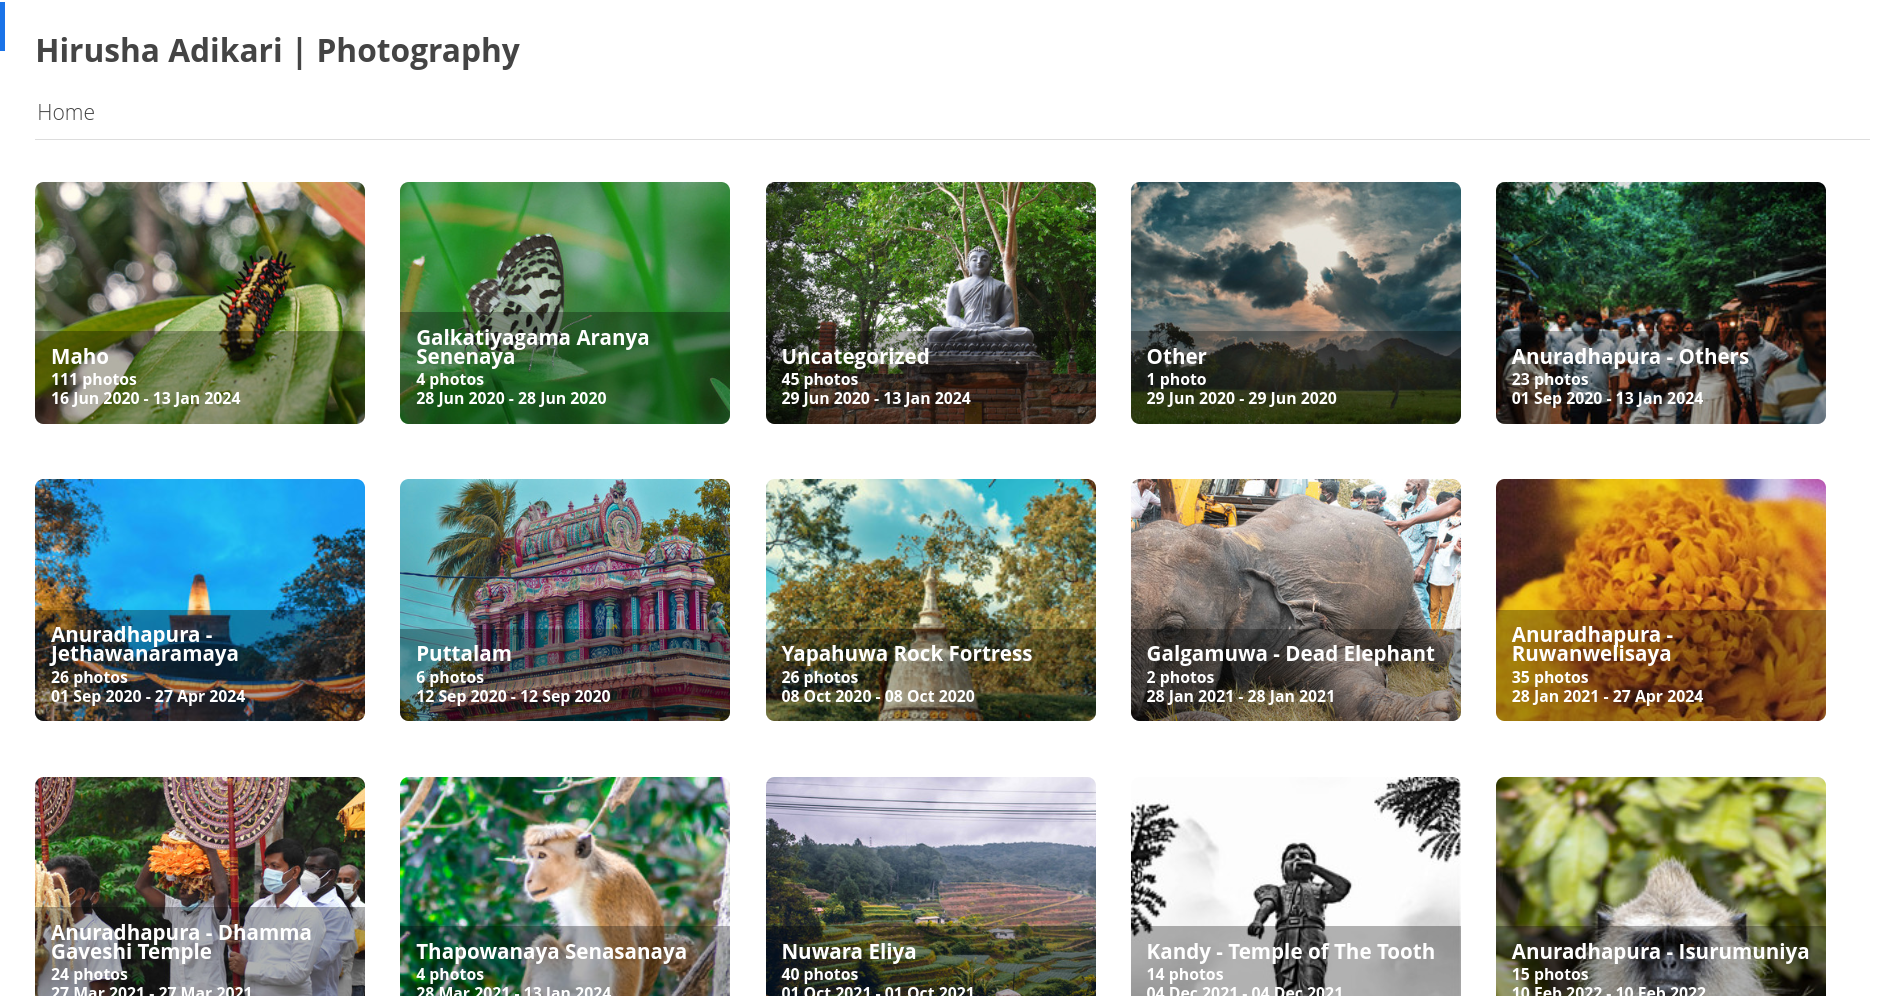 Hirusha Adikari | Photography
Home
Maho
111 photos
16 Jun 2020 - 13 Jan 2024
Galkatiyagama Aranya
Senenaya
4 photos
28 Jun 2020 - 28 Jun 2020
Uncategorized
45 photos
29 Jun 2020 - 13 Jan 2024
Other
1 photo
29 Jun 2020 - 29 Jun 2020
Anuradhapura - Others
23 photos
01 Sep 2020 - 13 Jan 2024
Anuradhapura -
Jethawanaramaya
26 photos
01 Sep 2020 - 27 Apr 2024
Puttalam
6 photos
12 Sep 2020 - 12 Sep 2020
Yapahuwa Rock Fortress
26 photos
08 Oct 2020 - 08 Oct 2020
Galgamuwa - Dead Elephant
2 photos
28 Jan 2021 - 28 Jan 2021
Anuradhapura -
Ruwanwelisaya
35 photos
28 Jan 2021 - 27 Apr 2024
Anuradhapura - Dhamma
Gaveshi Temple
24 photos
27 Mar 2021 - 27 Mar 2021
Thapowanaya Senasanaya
4 photos
28 Mar 2021 - 13 Jan 2024
Nuwara Eliya
40 photos
01 Oct 2021 - 01 Oct 2021
Kandy - Temple of The Tooth
14 photos
04 Dec 2021 - 04 Dec 2021
Anuradhapura - Isurumuniya
15 photos
10 Feb 2022 - 10 Feb 2022